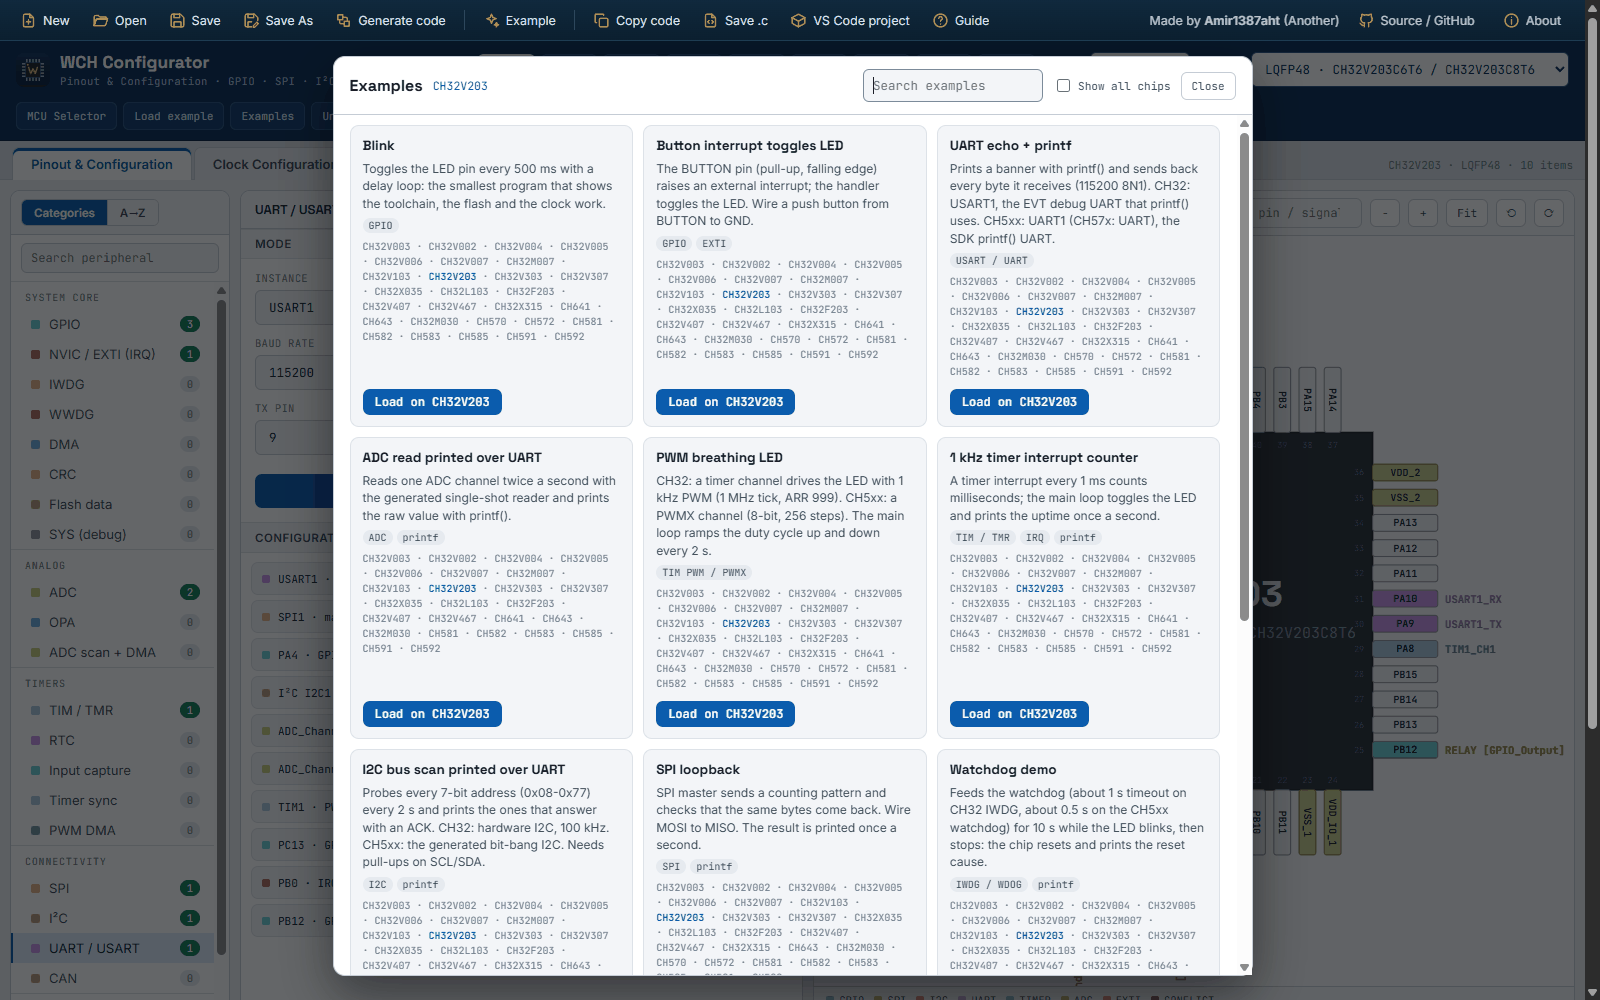 New
Open
Save
Save As
Generate code
Example
Copy code
Save .c
VS Code project
Guide
Made by Amir1387aht (Another)
Source / GitHub
About
WCH Configurator
Pinout & Configuration · GPIO · SPI · I²C
LQFP48 · CH32V203C6T6 / CH32V203C8T6
MCU Selector
Load example
Examples
Pinout & Configuration
Clock Configuration
CH32V203 · LQFP48 · 10 items
Categories
A–Z
Search peripheral
SYSTEM CORE
GPIO 3
NVIC / EXTI (IRQ) 1
IWDG 0
WWDG 0
DMA 0
CRC 0
Flash data 0
SYS (debug) 0
ANALOG
ADC 2
OPA 0
ADC scan + DMA 0
TIMERS
TIM / TMR 1
RTC 0
Input capture 0
Timer sync 0
PWM DMA 0
CONNECTIVITY
SPI 1
I²C 1
UART / USART 1
CAN 0
UART / USAR
MODE
INSTANCE
USART1
BAUD RATE
115200
TX PIN
9
CONFIGURAT
USART1 ·
SPI1 · m
PA4 · GP
I²C I2C1
ADC_Chan
ADC_Chan
TIM1 · P
PC13 · G
PB0 · IR
PB12 · G
Examples CH32V203
Search examples
Show all chips
Close
Blink
Toggles the LED pin every 500 ms with a
delay loop: the smallest program that shows
the toolchain, the flash and the clock work.
GPIO
CH32V003 · CH32V002 · CH32V004 · CH32V005
· CH32V006 · CH32V007 · CH32M007 ·
CH32V103 · CH32V203 · CH32V303 · CH32V307
· CH32X035 · CH32L103 · CH32F203 ·
CH32V407 · CH32V467 · CH32X315 · CH641 ·
CH643 · CH32M030 · CH570 · CH572 · CH581 ·
CH582 · CH583 · CH585 · CH591 · CH592
Load on CH32V203
Button interrupt toggles LED
The BUTTON pin (pull-up, falling edge)
raises an external interrupt; the handler
toggles the LED. Wire a push button from
BUTTON to GND.
GPIO EXTI
CH32V003 · CH32V002 · CH32V004 · CH32V005
· CH32V006 · CH32V007 · CH32M007 ·
CH32V103 · CH32V203 · CH32V303 · CH32V307
· CH32X035 · CH32L103 · CH32F203 ·
CH32V407 · CH32V467 · CH32X315 · CH641 ·
CH643 · CH32M030 · CH570 · CH572 · CH581 ·
CH582 · CH583 · CH585 · CH591 · CH592
Load on CH32V203
UART echo + printf
Prints a banner with printf() and sends back
every byte it receives (115200 8N1). CH32:
USART1, the EVT debug UART that printf()
uses. CH5xx: UART1 (CH57x: UART), the
SDK printf() UART.
USART / UART
CH32V003 · CH32V002 · CH32V004 · CH32V005
· CH32V006 · CH32V007 · CH32M007 ·
CH32V103 · CH32V203 · CH32V303 · CH32V307
· CH32X035 · CH32L103 · CH32F203 ·
CH32V407 · CH32V467 · CH32X315 · CH641 ·
CH643 · CH32M030 · CH570 · CH572 · CH581 ·
CH582 · CH583 · CH585 · CH591 · CH592
Load on CH32V203
ADC read printed over UART
Reads one ADC channel twice a second with
the generated single-shot reader and prints
the raw value with printf().
ADC printf
CH32V003 · CH32V002 · CH32V004 · CH32V005
· CH32V006 · CH32V007 · CH32M007 ·
CH32V103 · CH32V203 · CH32V303 · CH32V307
· CH32X035 · CH32L103 · CH32F203 ·
CH32V407 · CH32V467 · CH641 · CH643 ·
CH32M030 · CH581 · CH582 · CH583 · CH585 ·
CH591 · CH592
Load on CH32V203
PWM breathing LED
CH32: a timer channel drives the LED with 1
kHz PWM (1 MHz tick, ARR 999). CH5xx: a
PWMX channel (8-bit, 256 steps). The main
loop ramps the duty cycle up and down
every 2 s.
TIM PWM / PWMX
CH32V003 · CH32V002 · CH32V004 · CH32V005
· CH32V006 · CH32V007 · CH32M007 ·
CH32V103 · CH32V203 · CH32V303 · CH32V307
· CH32X035 · CH32L103 · CH32F203 ·
CH32V407 · CH32V467 · CH32X315 · CH641 ·
CH643 · CH32M030 · CH570 · CH572 · CH581 ·
CH582 · CH583 · CH585 · CH591 · CH592
Load on CH32V203
1 kHz timer interrupt counter
A timer interrupt every 1 ms counts
milliseconds; the main loop toggles the LED
and prints the uptime once a second.
TIM / TMR IRQ printf
CH32V003 · CH32V002 · CH32V004 · CH32V005
· CH32V006 · CH32V007 · CH32M007 ·
CH32V103 · CH32V203 · CH32V303 · CH32V307
· CH32X035 · CH32L103 · CH32F203 ·
CH32V407 · CH32V467 · CH32X315 · CH641 ·
CH643 · CH32M030 · CH570 · CH572 · CH581 ·
CH582 · CH583 · CH585 · CH591 · CH592
Load on CH32V203
I2C bus scan printed over UART
Probes every 7-bit address (0x08-0x77)
every 2 s and prints the ones that answer
with an ACK. CH32: hardware I2C, 100 kHz.
CH5xx: the generated bit-bang I2C. Needs
pull-ups on SCL/SDA.
I2C printf
CH32V003 · CH32V002 · CH32V004 · CH32V005
· CH32V006 · CH32V007 · CH32M007 ·
CH32V103 · CH32V203 · CH32V303 · CH32V307
· CH32X035 · CH32L103 · CH32F203 ·
CH32V407 · CH32V467 · CH32X315 · CH643 ·
SPI loopback
SPI master sends a counting pattern and
checks that the same bytes come back. Wire
MOSI to MISO. The result is printed once a
second.
SPI printf
CH32V003 · CH32V002 · CH32V004 · CH32V005
· CH32V006 · CH32V007 · CH32V103 ·
CH32V203 · CH32V303 · CH32V307 · CH32X035
· CH32L103 · CH32F203 · CH32V407 ·
CH32V467 · CH32X315 · CH643 · CH32M030 ·
CH570 · CH572 · CH581 · CH582 · CH583 ·
Watchdog demo
Feeds the watchdog (about 1 s timeout on
CH32 IWDG, about 0.5 s on the CH5xx
watchdog) for 10 s while the LED blinks, then
stops: the chip resets and prints the reset
cause.
IWDG / WDOG printf
CH32V003 · CH32V002 · CH32V004 · CH32V005
· CH32V006 · CH32V007 · CH32M007 ·
CH32V103 · CH32V203 · CH32V303 · CH32V307
· CH32X035 · CH32L103 · CH32F203 ·
CH32V407 · CH32V467 · CH32X315 · CH643 ·
pin / signa
-
+
Fit
PB4
PB3
PA15
PA14
VDD_2
VSS_2
PA13
PA12
PA11
PA10 USART1_RX
PA9 USART1_TX
PA8 TIM1_CH1
PB15
PB14
PB13
PB12 RELAY [GPIO_Output]
03
CH32V203C8T6
PB10
PB11
VSS_1
VDD_IO_1